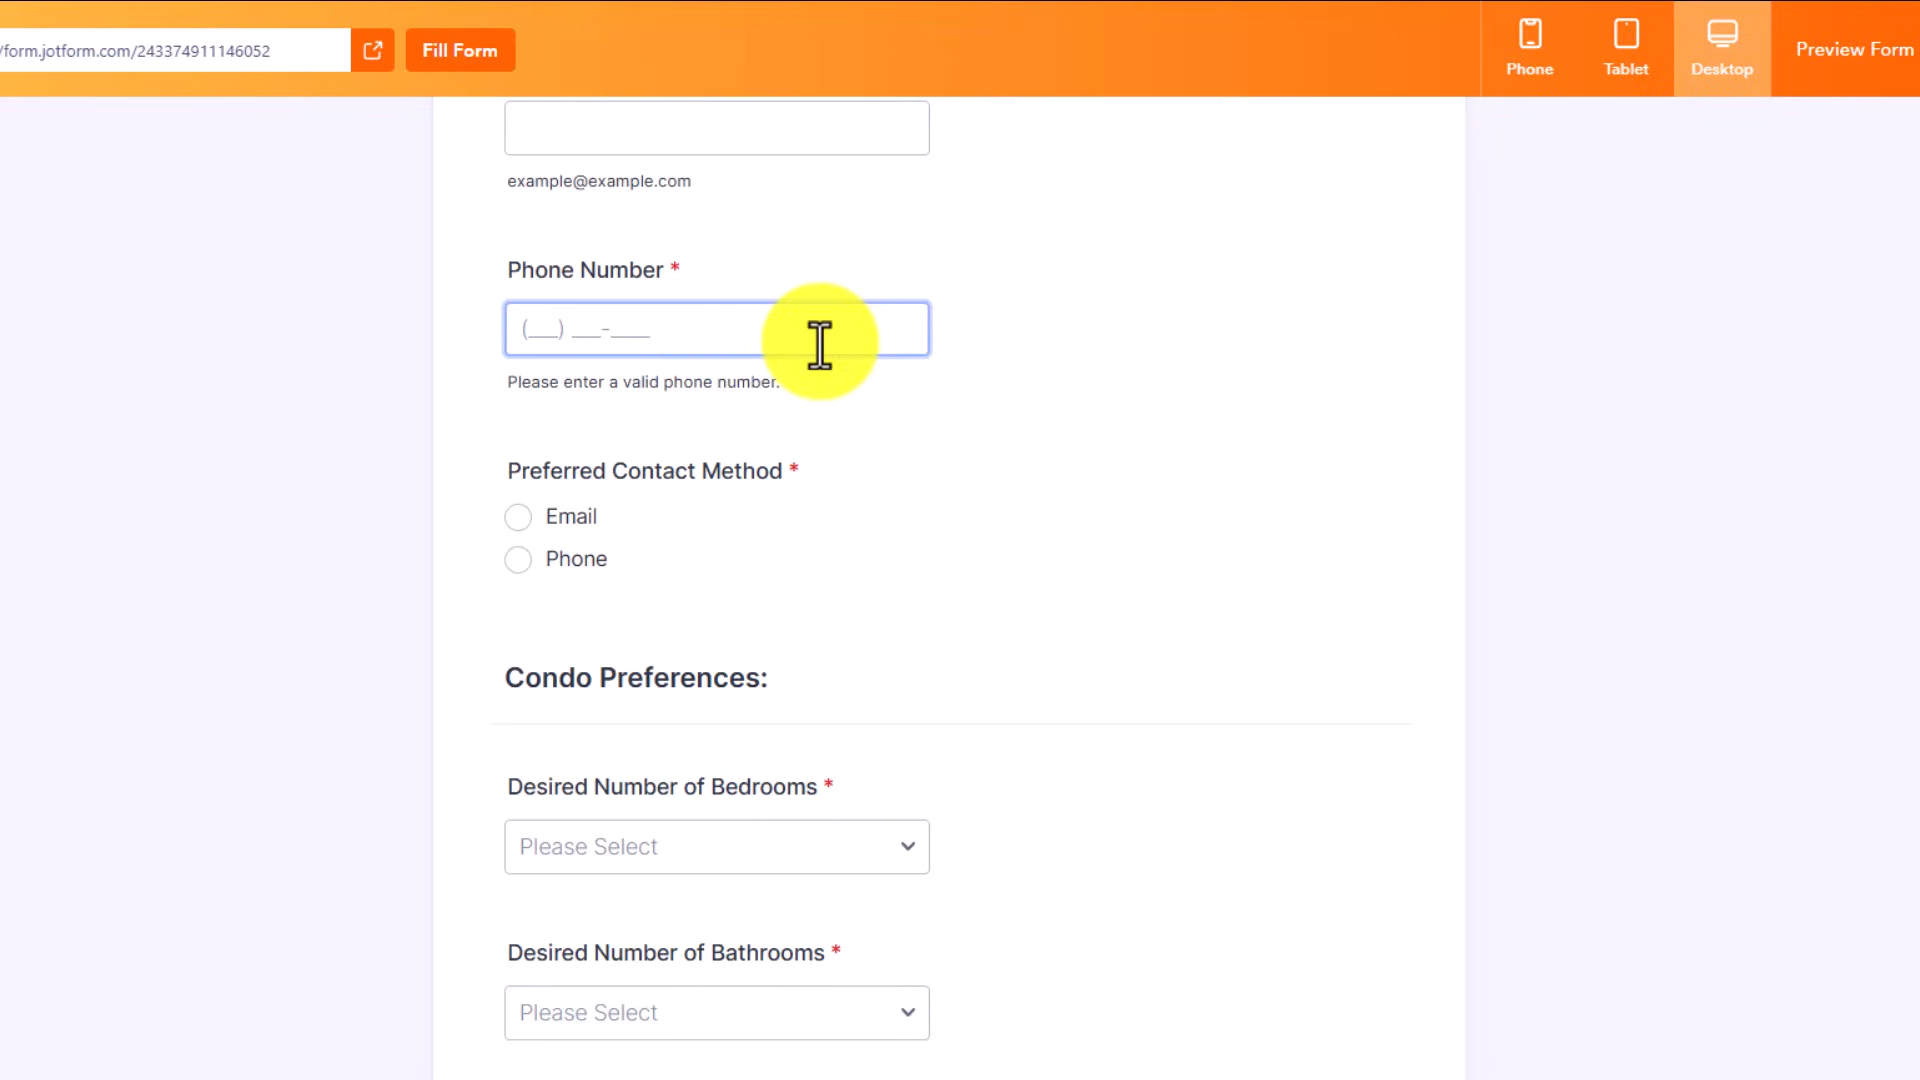 /form.jotform.com/243374911146052
Fill Form
Phone
Tablet
Desktop
Preview Form
example@example.com
Phone Number *
(___) ___-____
Please enter a valid phone number.
Preferred Contact Method *
Email
Phone
Condo Preferences:
Desired Number of Bedrooms *
Please Select
Desired Number of Bathrooms *
Please Select